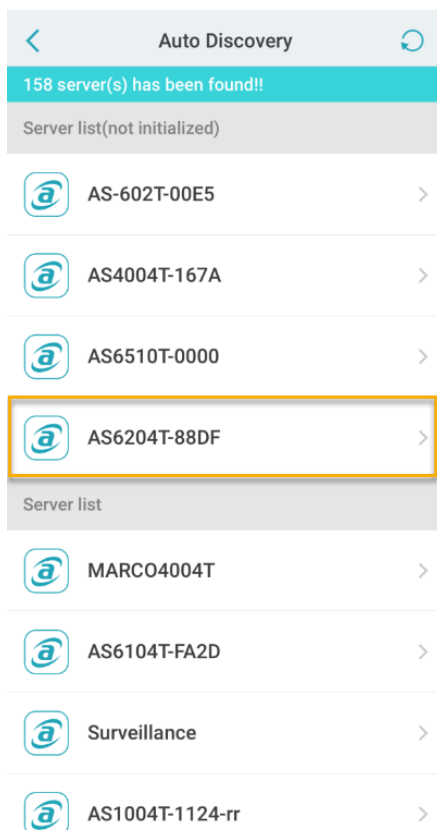 Auto Discovery
158 server(s) has been found!!
Server list(not initialized)
AS-602T-00E5
AS4004T-167A
AS6510T-0000
AS6204T-88DF
Server list
MARCO4004T
AS6104T-FA2D
Surveillance
AS1004T-1124-rr